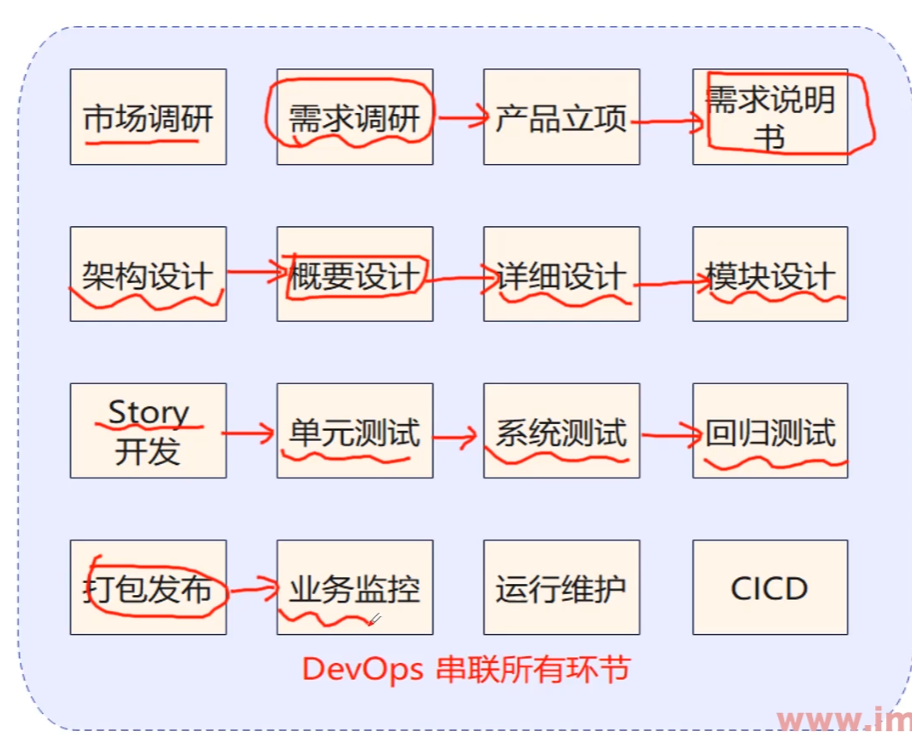 市场调研
需求调研
产品立项
需求说明
书
架构设计
概要设计
详细设计
模块设计
Story
开发
单元测试
系统测试
回归测试
打包发布
业务监控
运行维护
CICD
DevOps 串联所有环节
www.im